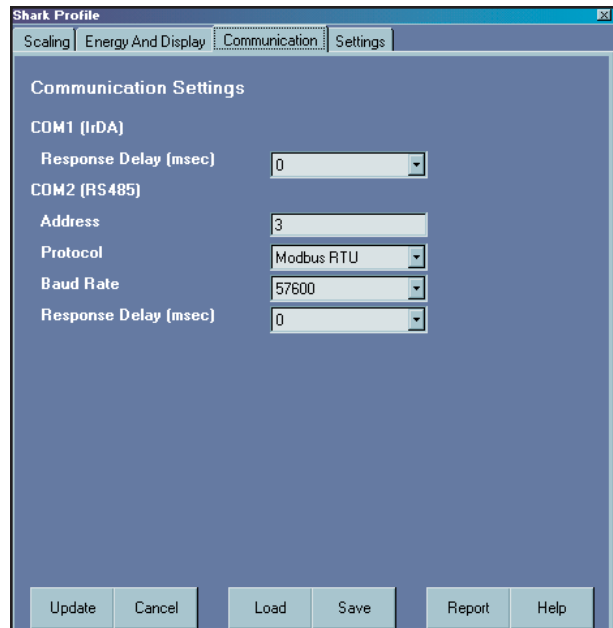 Shark Profile
Scaling Energy And Display Communication Settings
Communication Settings
COM1 (IrDA)
Response Delay (msec) 0
COM2 (RS485)
Address 3
Protocol Modbus RTU
Baud Rate 57600
Response Delay (msec) 0
Update Cancel Load Save Report Help